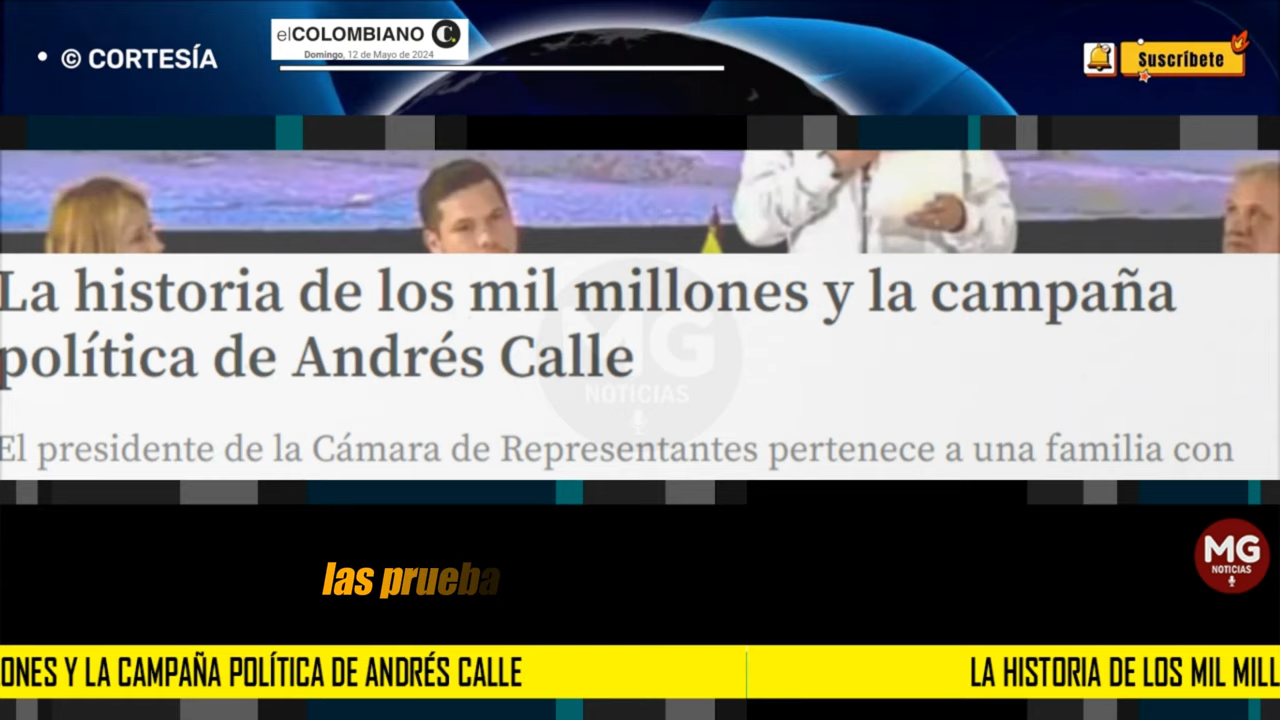 • © CORTESÍA
elCOLOMBIANO C.
Domingo, 12 de Mayo de 2024
Suscríbete
La historia de los mil millones y la campaña
política de Andrés Calle
El presidente de la Cámara de Representantes pertenece a una familia con
MG
NOTICIAS
las prueba
MG
NOTICIAS
ONES Y LA CAMPAÑA POLÍTICA DE ANDRÉS CALLE
LA HISTORIA DE LOS MIL MILL